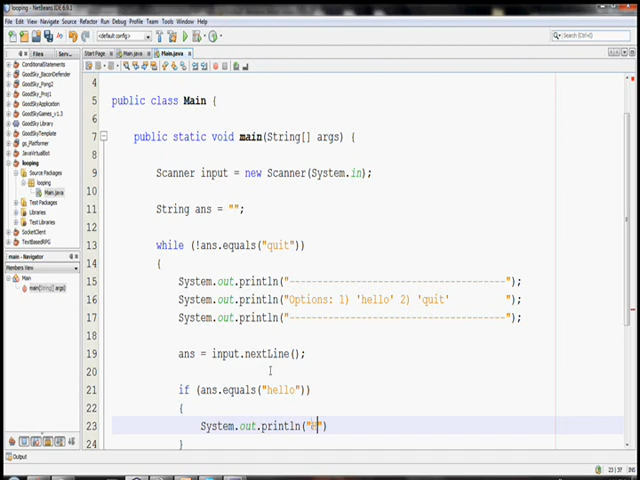 looping - NetBeans IDE 6.9.1
File Edit View Navigate Source Refactor Run Debug Profile Team Tools Window Help
<default config>
Search (Ctrl+I)
Files
Serv...
Start Page
Main.java
Main.java
ConditionalStatements
GoodSky_BaconDefender
GoodSky_Pong2
GoodSky_Proj1
GoodSkyApplication
GoodSkyGames_v1.3
GoodSky Library
GoodSkyTemplate
gs_Platformer
JavaVirtualBot
looping
Source Packages
looping
Main.java
Test Packages
Libraries
Test Libraries
SocketClient
TextBasedRPG
Main - Navigator
Members View
Main
main(String[] args)
4
5 public class Main {
6
7 public static void main(String[] args) {
8
9 Scanner input = new Scanner(System.in);
10
11 String ans = "";
12
13 while (!ans.equals("quit"))
14 {
15 System.out.println("---------------------------------------");
16 System.out.println("Options: 1) 'hello' 2) 'quit' ");
17 System.out.println("---------------------------------------");
18
19 ans = input.nextLine();
20
21 if (ans.equals("hello"))
22 {
23 System.out.println("")
24 }
Output
23 | 37
INS